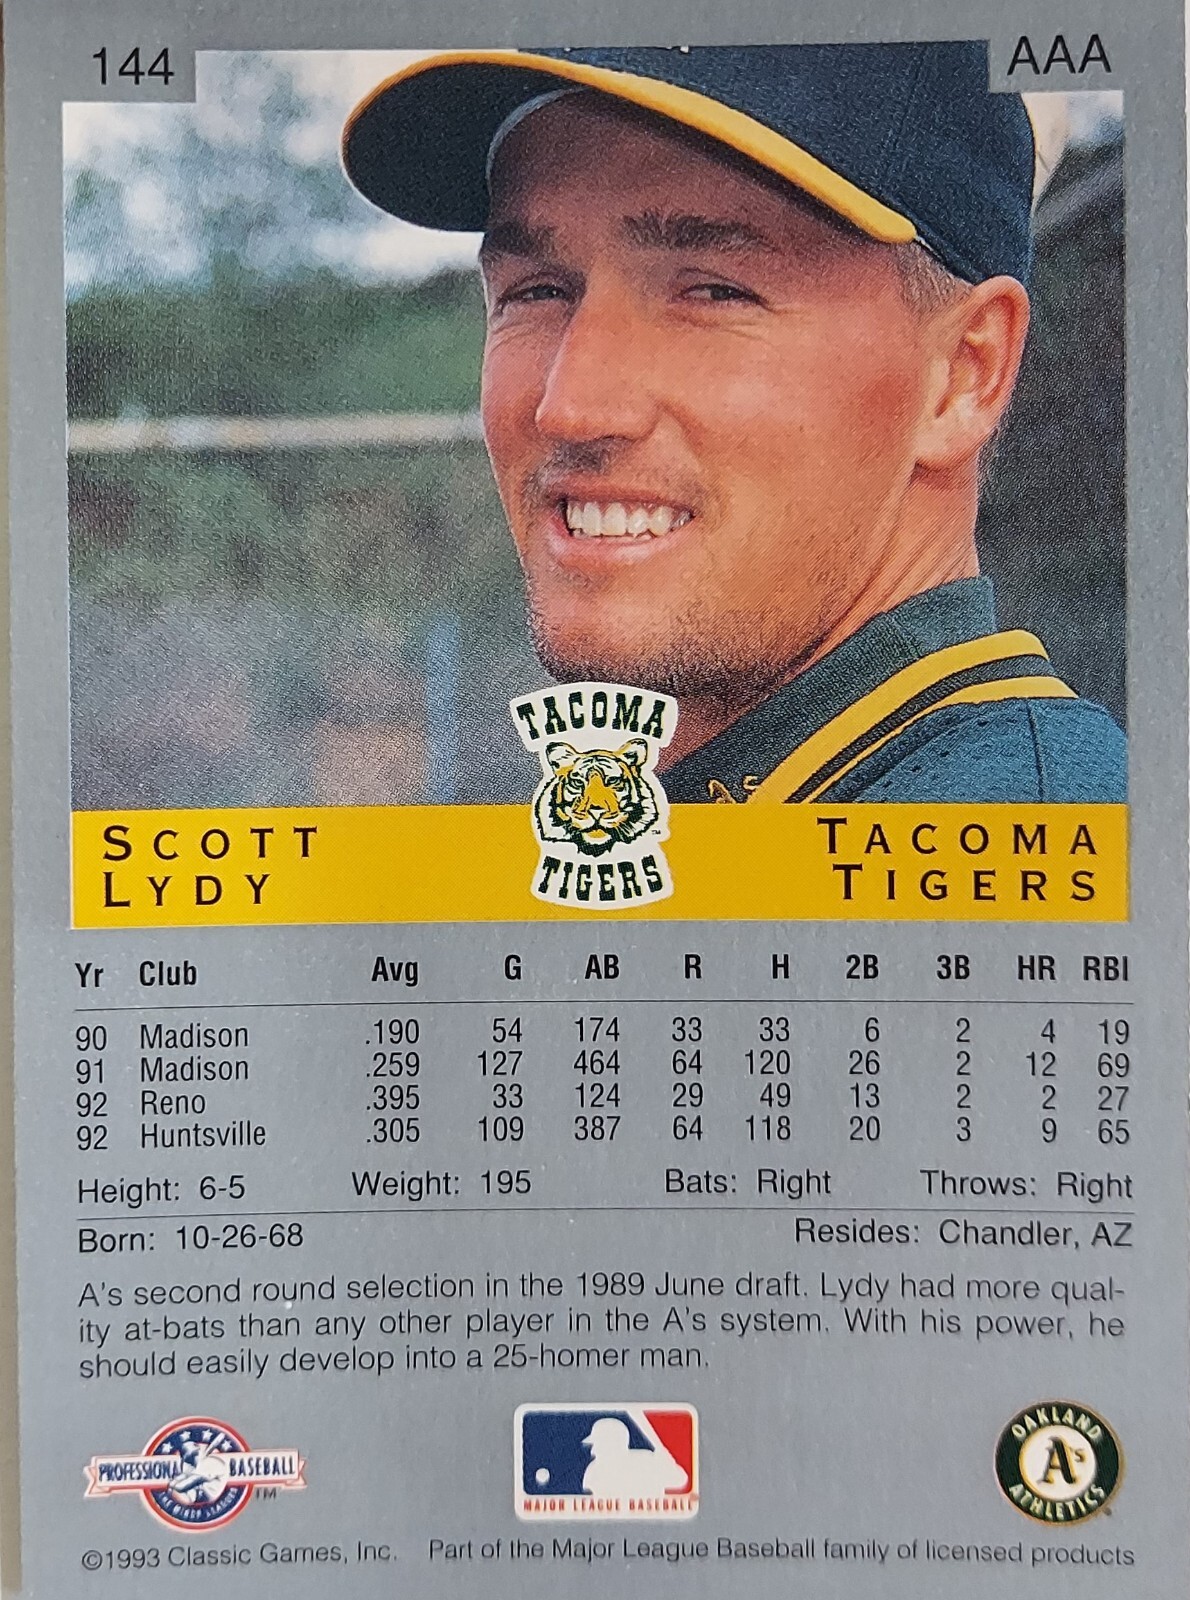 144 AAA
TACOMA
TIGERS
SCOTT
LYDY
TACOMA
TIGERS
Yr Club Avg G AB R H 2B 3B HR RBI
90 Madison .190 54 174 33 33 6 2 4 19
91 Madison .259 127 464 64 120 26 2 12 69
92 Reno .395 33 124 29 49 13 2 2 27
92 Huntsville .305 109 387 64 118 20 3 9 65
Height: 6-5 Weight: 195 Bats: Right Throws: Right
Born: 10-26-68 Resides: Chandler, AZ
A's second round selection in the 1989 June draft. Lydy had more qual-
ity at-bats than any other player in the A's system. With his power, he
should easily develop into a 25-homer man.
PROFESSIONAL BASEBALL
THE MINOR LEAGUES
TM
MAJOR LEAGUE BASEBALL
OAKLAND
A's
ATHLETICS
©1993 Classic Games, Inc. Part of the Major League Baseball family of licensed products